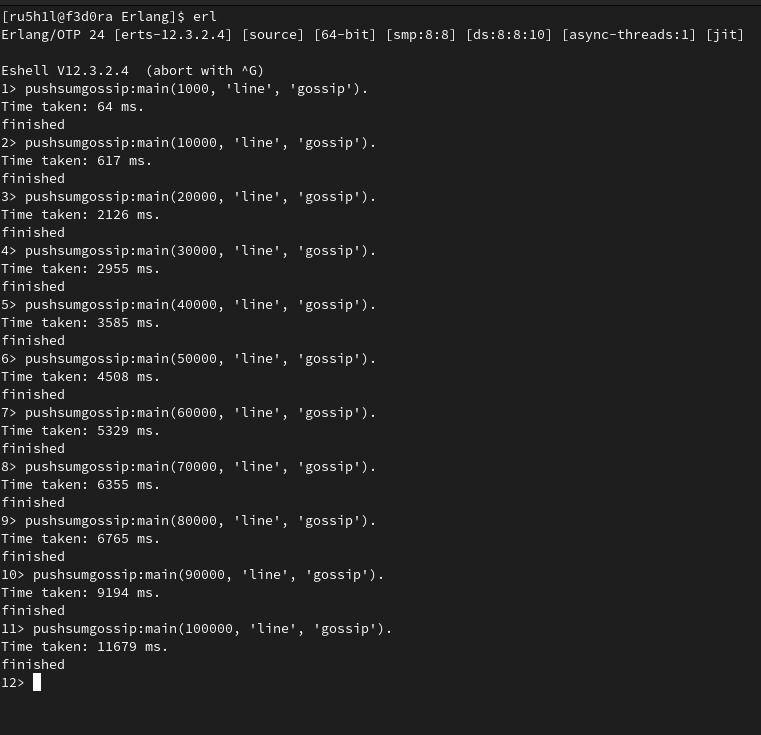 [ru5h1l@f3d0ra Erlang]$ erl
Erlang/OTP 24 [erts-12.3.2.4] [source] [64-bit] [smp:8:8] [ds:8:8:10] [async-threads:1] [jit]
Eshell V12.3.2.4  (abort with ^G)
1> pushsumgossip:main(1000, 'line', 'gossip').
Time taken: 64 ms.
finished
2> pushsumgossip:main(10000, 'line', 'gossip').
Time taken: 617 ms.
finished
3> pushsumgossip:main(20000, 'line', 'gossip').
Time taken: 2126 ms.
finished
4> pushsumgossip:main(30000, 'line', 'gossip').
Time taken: 2955 ms.
finished
5> pushsumgossip:main(40000, 'line', 'gossip').
Time taken: 3585 ms.
finished
6> pushsumgossip:main(50000, 'line', 'gossip').
Time taken: 4508 ms.
finished
7> pushsumgossip:main(60000, 'line', 'gossip').
Time taken: 5329 ms.
finished
8> pushsumgossip:main(70000, 'line', 'gossip').
Time taken: 6355 ms.
finished
9> pushsumgossip:main(80000, 'line', 'gossip').
Time taken: 6765 ms.
finished
10> pushsumgossip:main(90000, 'line', 'gossip').
Time taken: 9194 ms.
finished
11> pushsumgossip:main(100000, 'line', 'gossip').
Time taken: 11679 ms.
finished
12>